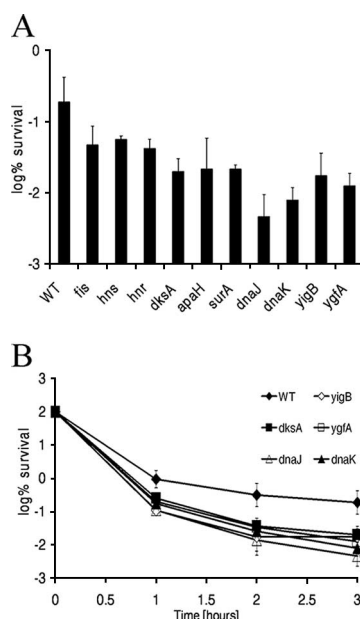 A
log% survival
0
-1
-2
-3
WT
fis
hns
hnr
dksA
apaH
surA
dnaJ
dnaK
yigB
ygfA
B
log% survival
3
2
1
0
-1
-2
-3
WT
yigB
dksA
ygfA
dnaJ
dnaK
0
0.5
1
1.5
2
2.5
3
Time [hours]